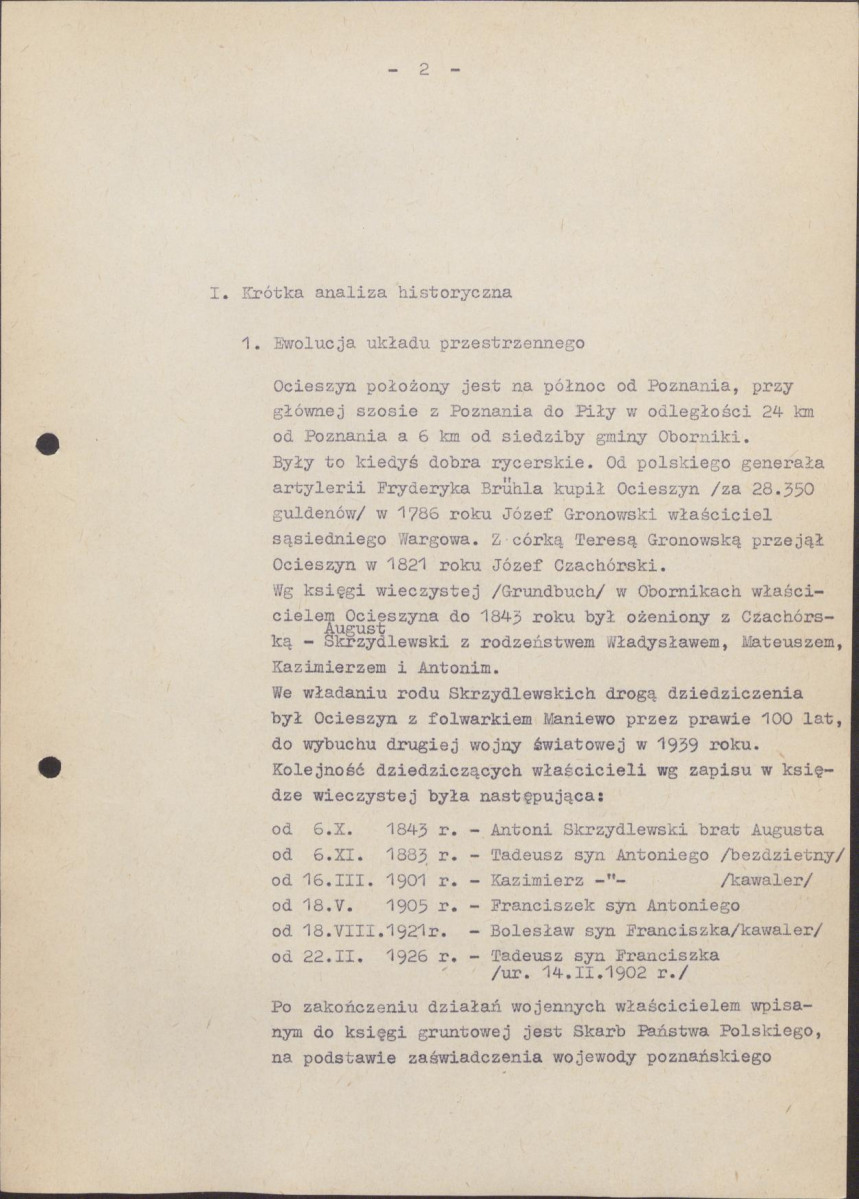 - 2 -
I. Krótka analiza historyczna
1. Ewolucja układu przestrzennego
Ocieszyn położony jest na północ od Poznania, przy
głównej szosie z Poznania do Piły w odległości 24 km
od Poznania a 6 km od siedziby gminy Oborniki.
Były to kiedyś dobra rycerskie. Od polskiego generała
artylerii Fryderyka Brühla kupił Ocieszyn /za 28.350
guldenów/ w 1786 roku Józef Gronowski właściciel
sąsiedniego Wargowa. Z córką Teresą Gronowską przejął
Ocieszyn w 1821 roku Józef Czachórski.
Wg księgi wieczystej /Grundbuch/ w Obornikach właści-
cielem Ocieszyna do 1843 roku był ożeniony z Czachórs-
August
ką - Skrzydlewski z rodzeństwem Władysławem, Mateuszem,
Kazimierzem i Antonim.
We władaniu rodu Skrzydlewskich drogą dziedziczenia
był Ocieszyn z folwarkiem Maniewo przez prawie 100 lat,
do wybuchu drugiej wojny światowej w 1939 roku.
Kolejność dziedziczących właścicieli wg zapisu w księ-
dze wieczystej była następująca:
od 6.X. 1843 r. - Antoni Skrzydlewski brat Augusta
od 6.XI. 1883 r. - Tadeusz syn Antoniego /bezdzietny/
od 16.III. 1901 r. - Kazimierz -"- /kawaler/
od 18.V. 1905 r. - Franciszek syn Antoniego
od 18.VIII.1921r. - Bolesław syn Franciszka/kawaler/
od 22.II. 1926 r. - Tadeusz syn Franciszka
/ur. 14.II.1902 r./
Po zakończeniu działań wojennych właścicielem wpisa-
nym do księgi gruntowej jest Skarb Państwa Polskiego,
na podstawie zaświadczenia wojewody poznańskiego